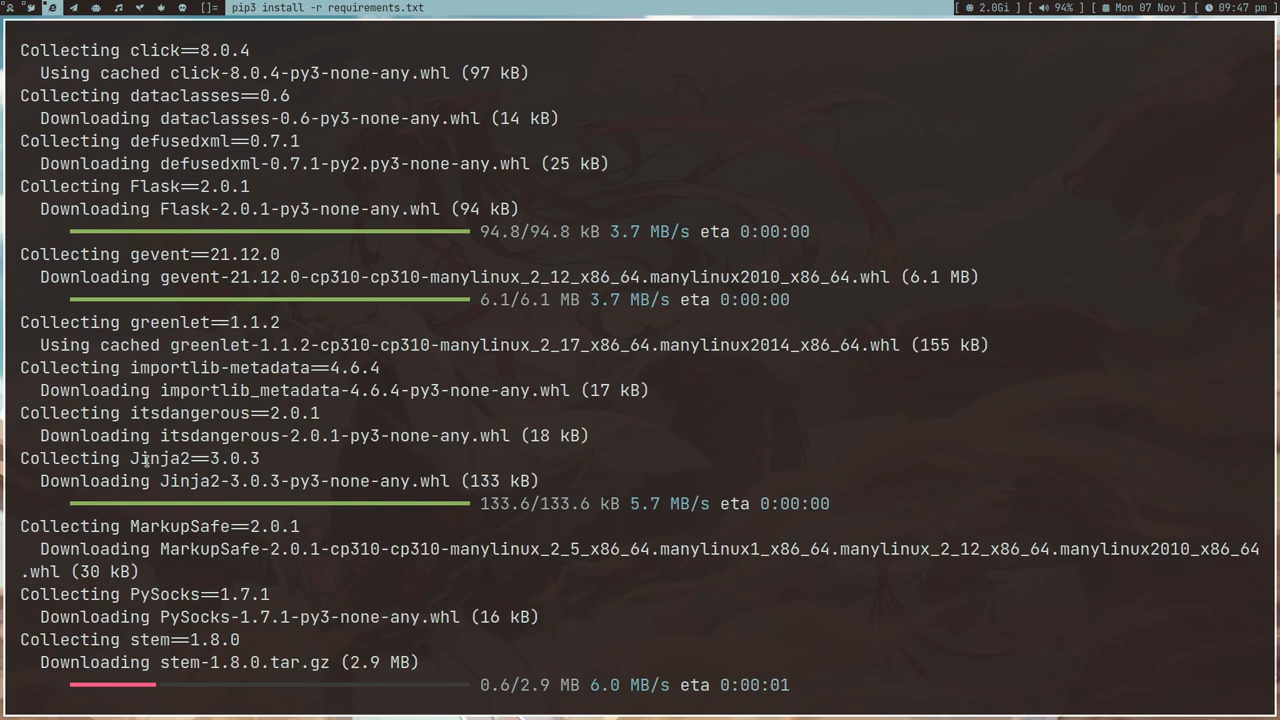 []= pip3 install -r requirements.txt [ 2.0Gi ] [ 94% ] [ Mon 07 Nov ] [ 09:47 pm ]
Collecting click==8.0.4
Using cached click-8.0.4-py3-none-any.whl (97 kB)
Collecting dataclasses==0.6
Downloading dataclasses-0.6-py3-none-any.whl (14 kB)
Collecting defusedxml==0.7.1
Downloading defusedxml-0.7.1-py2.py3-none-any.whl (25 kB)
Collecting Flask==2.0.1
Downloading Flask-2.0.1-py3-none-any.whl (94 kB)
94.8/94.8 kB 3.7 MB/s eta 0:00:00
Collecting gevent==21.12.0
Downloading gevent-21.12.0-cp310-cp310-manylinux_2_12_x86_64.manylinux2010_x86_64.whl (6.1 MB)
6.1/6.1 MB 3.7 MB/s eta 0:00:00
Collecting greenlet==1.1.2
Using cached greenlet-1.1.2-cp310-cp310-manylinux_2_17_x86_64.manylinux2014_x86_64.whl (155 kB)
Collecting importlib-metadata==4.6.4
Downloading importlib_metadata-4.6.4-py3-none-any.whl (17 kB)
Collecting itsdangerous==2.0.1
Downloading itsdangerous-2.0.1-py3-none-any.whl (18 kB)
Collecting Jinja2==3.0.3
Downloading Jinja2-3.0.3-py3-none-any.whl (133 kB)
133.6/133.6 kB 5.7 MB/s eta 0:00:00
Collecting MarkupSafe==2.0.1
Downloading MarkupSafe-2.0.1-cp310-cp310-manylinux_2_5_x86_64.manylinux1_x86_64.manylinux_2_12_x86_64.manylinux2010_x86_64
.whl (30 kB)
Collecting PySocks==1.7.1
Downloading PySocks-1.7.1-py3-none-any.whl (16 kB)
Collecting stem==1.8.0
Downloading stem-1.8.0.tar.gz (2.9 MB)
0.6/2.9 MB 6.0 MB/s eta 0:00:01